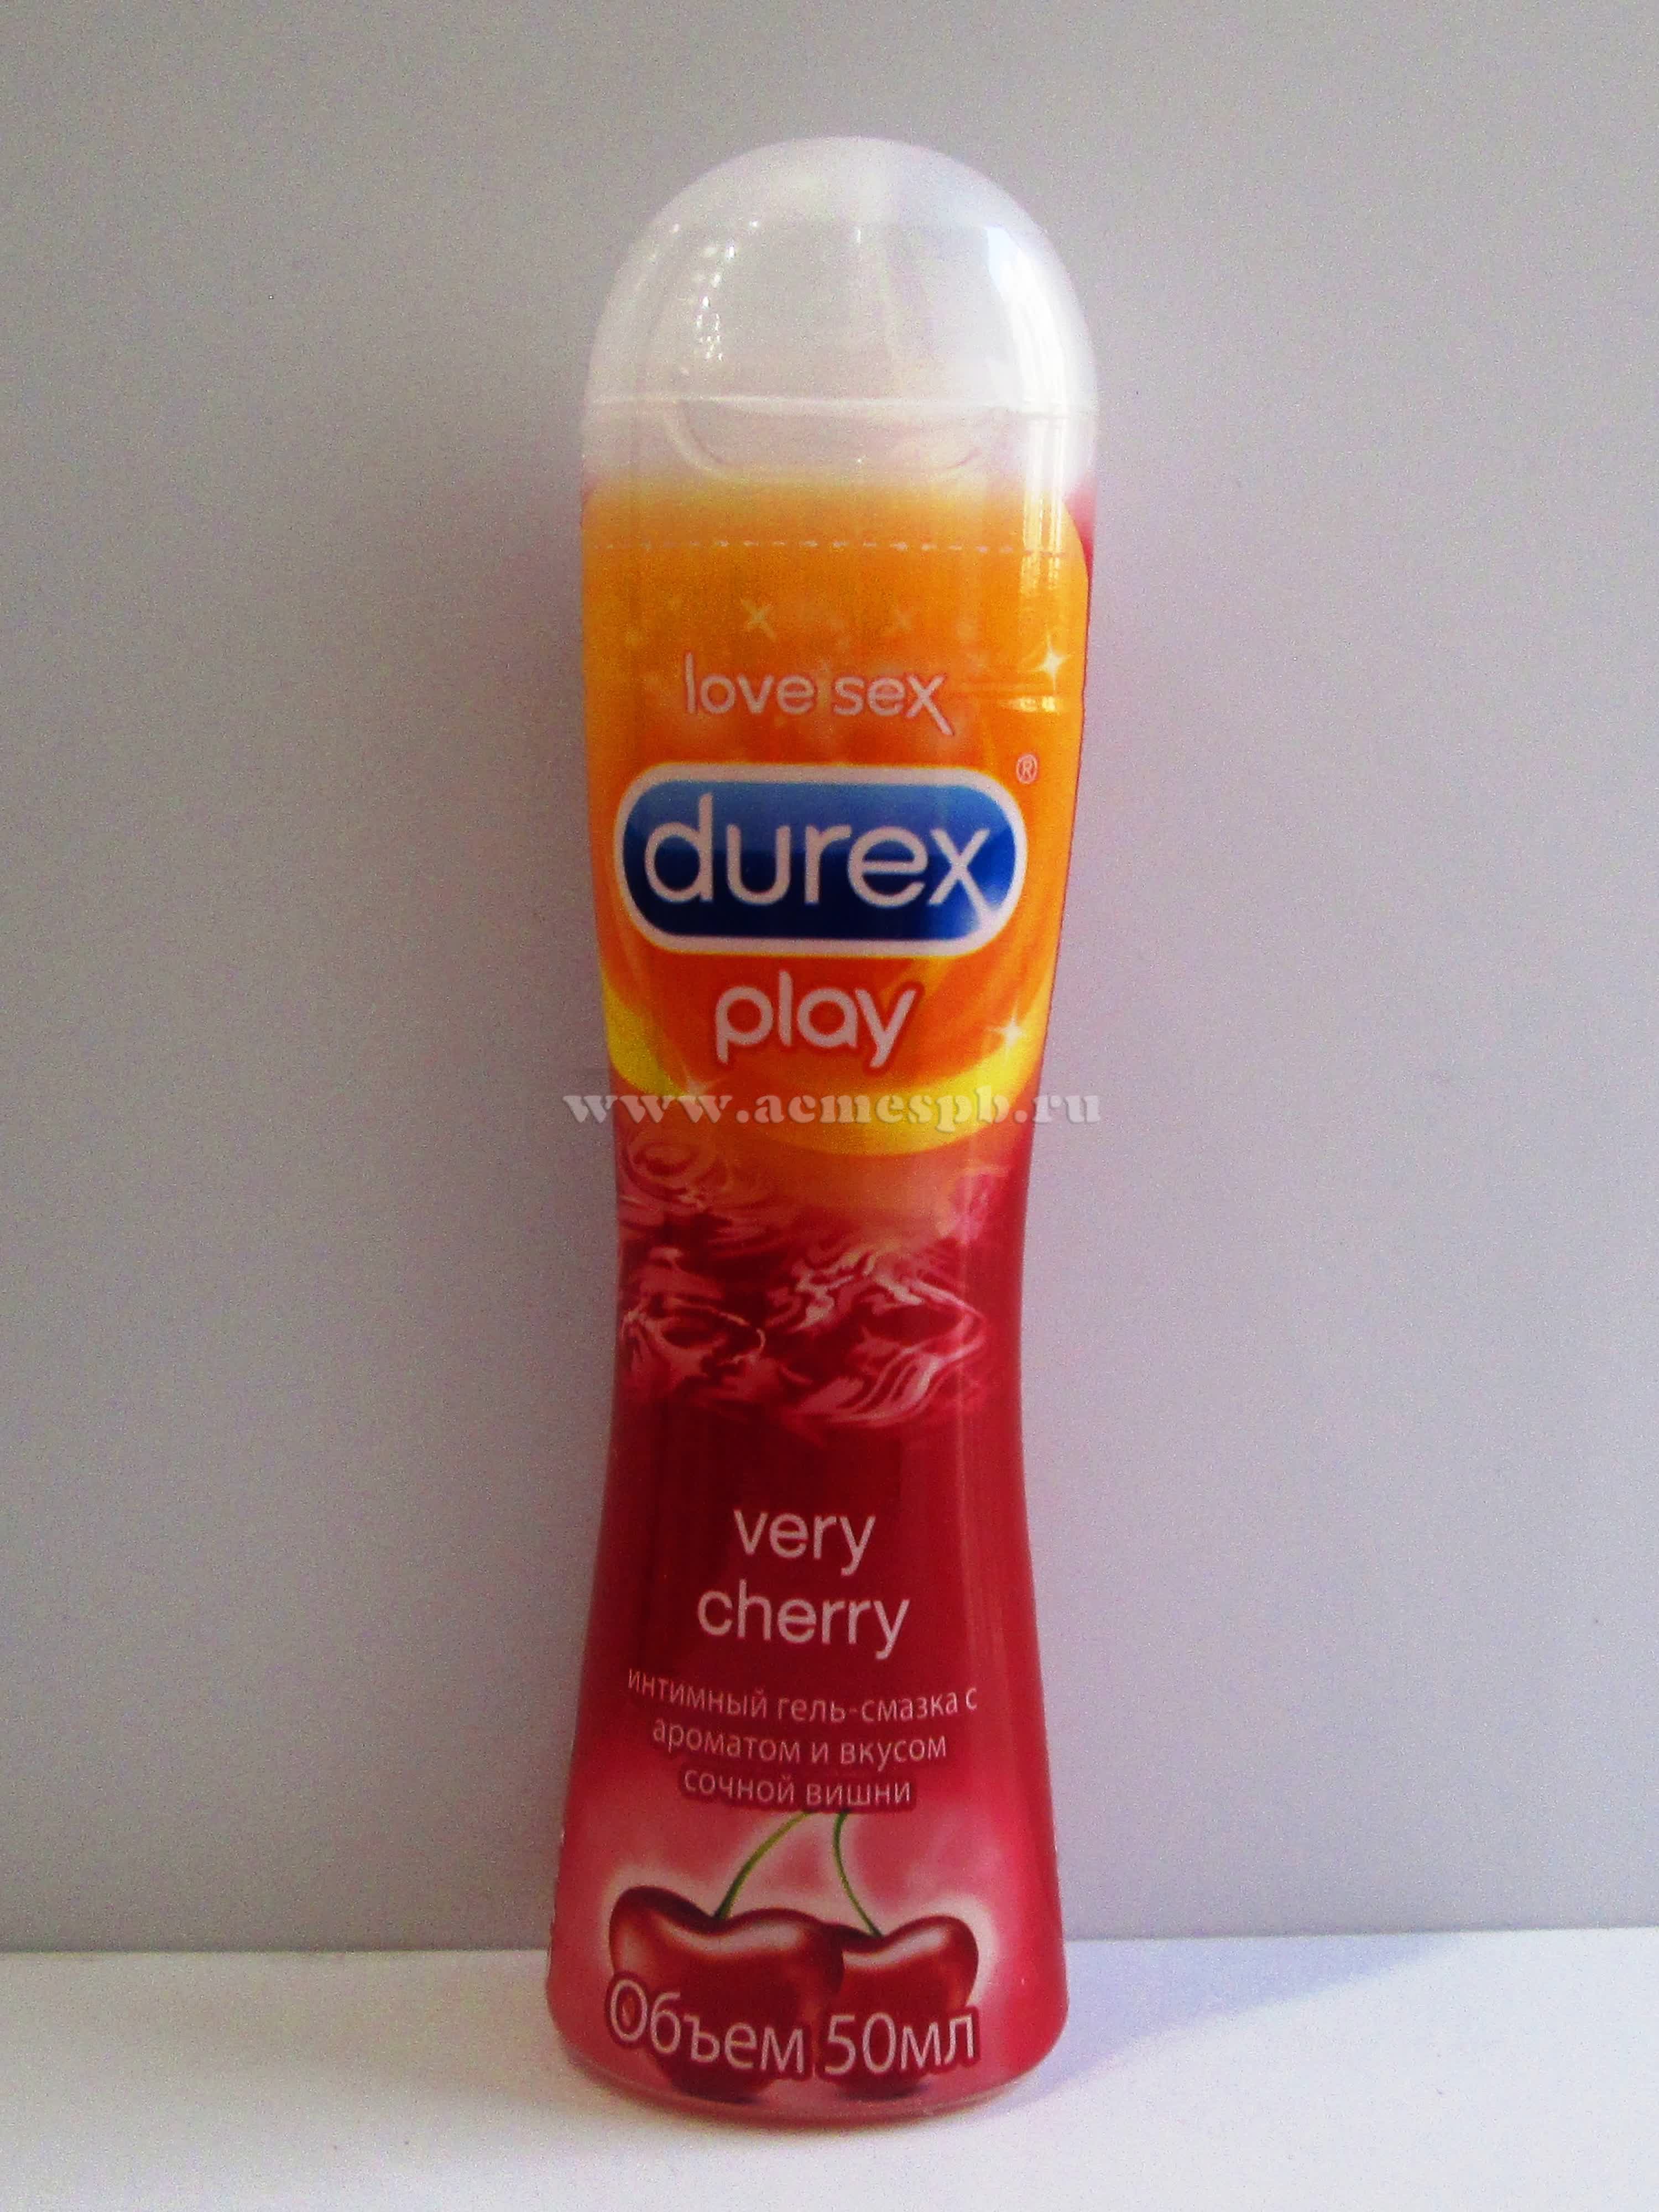 love sex
durex®
play
www.acmespb.ru
very
cherry
интимный гель-смазка с
ароматом и вкусом
сочной вишни
Объем 50мл